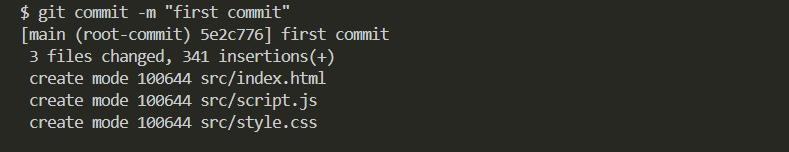 $ git commit -m "first commit"
[main (root-commit) 5e2c776] first commit
 3 files changed, 341 insertions(+)
 create mode 100644 src/index.html
 create mode 100644 src/script.js
 create mode 100644 src/style.css